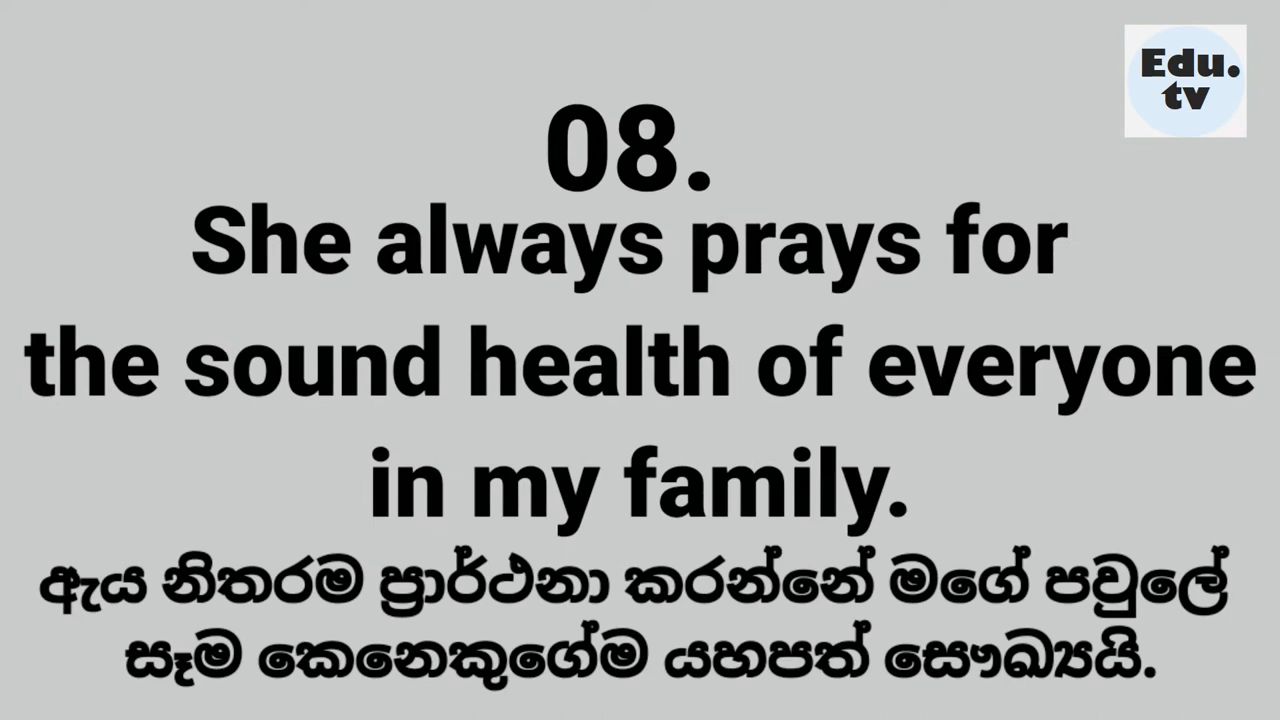 Edu.
tv
08.
She always prays for
the sound health of everyone
in my family.
ඇය නිතරම ප්‍රාර්ථනා කරන්නේ මගේ පවුලේ
සෑම කෙනෙකුගේම යහපත් සෞඛ්‍යයි.